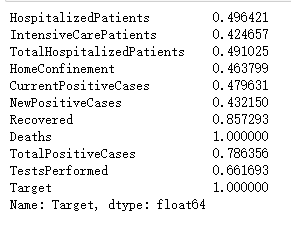 HospitalizedPatients 0.496421
IntensiveCarePatients 0.424657
TotalHospitalizedPatients 0.491025
HomeConfinement 0.463799
CurrentPositiveCases 0.479631
NewPositiveCases 0.432150
Recovered 0.857293
Deaths 1.000000
TotalPositiveCases 0.786356
TestsPerformed 0.661693
Target 1.000000
Name: Target, dtype: float64